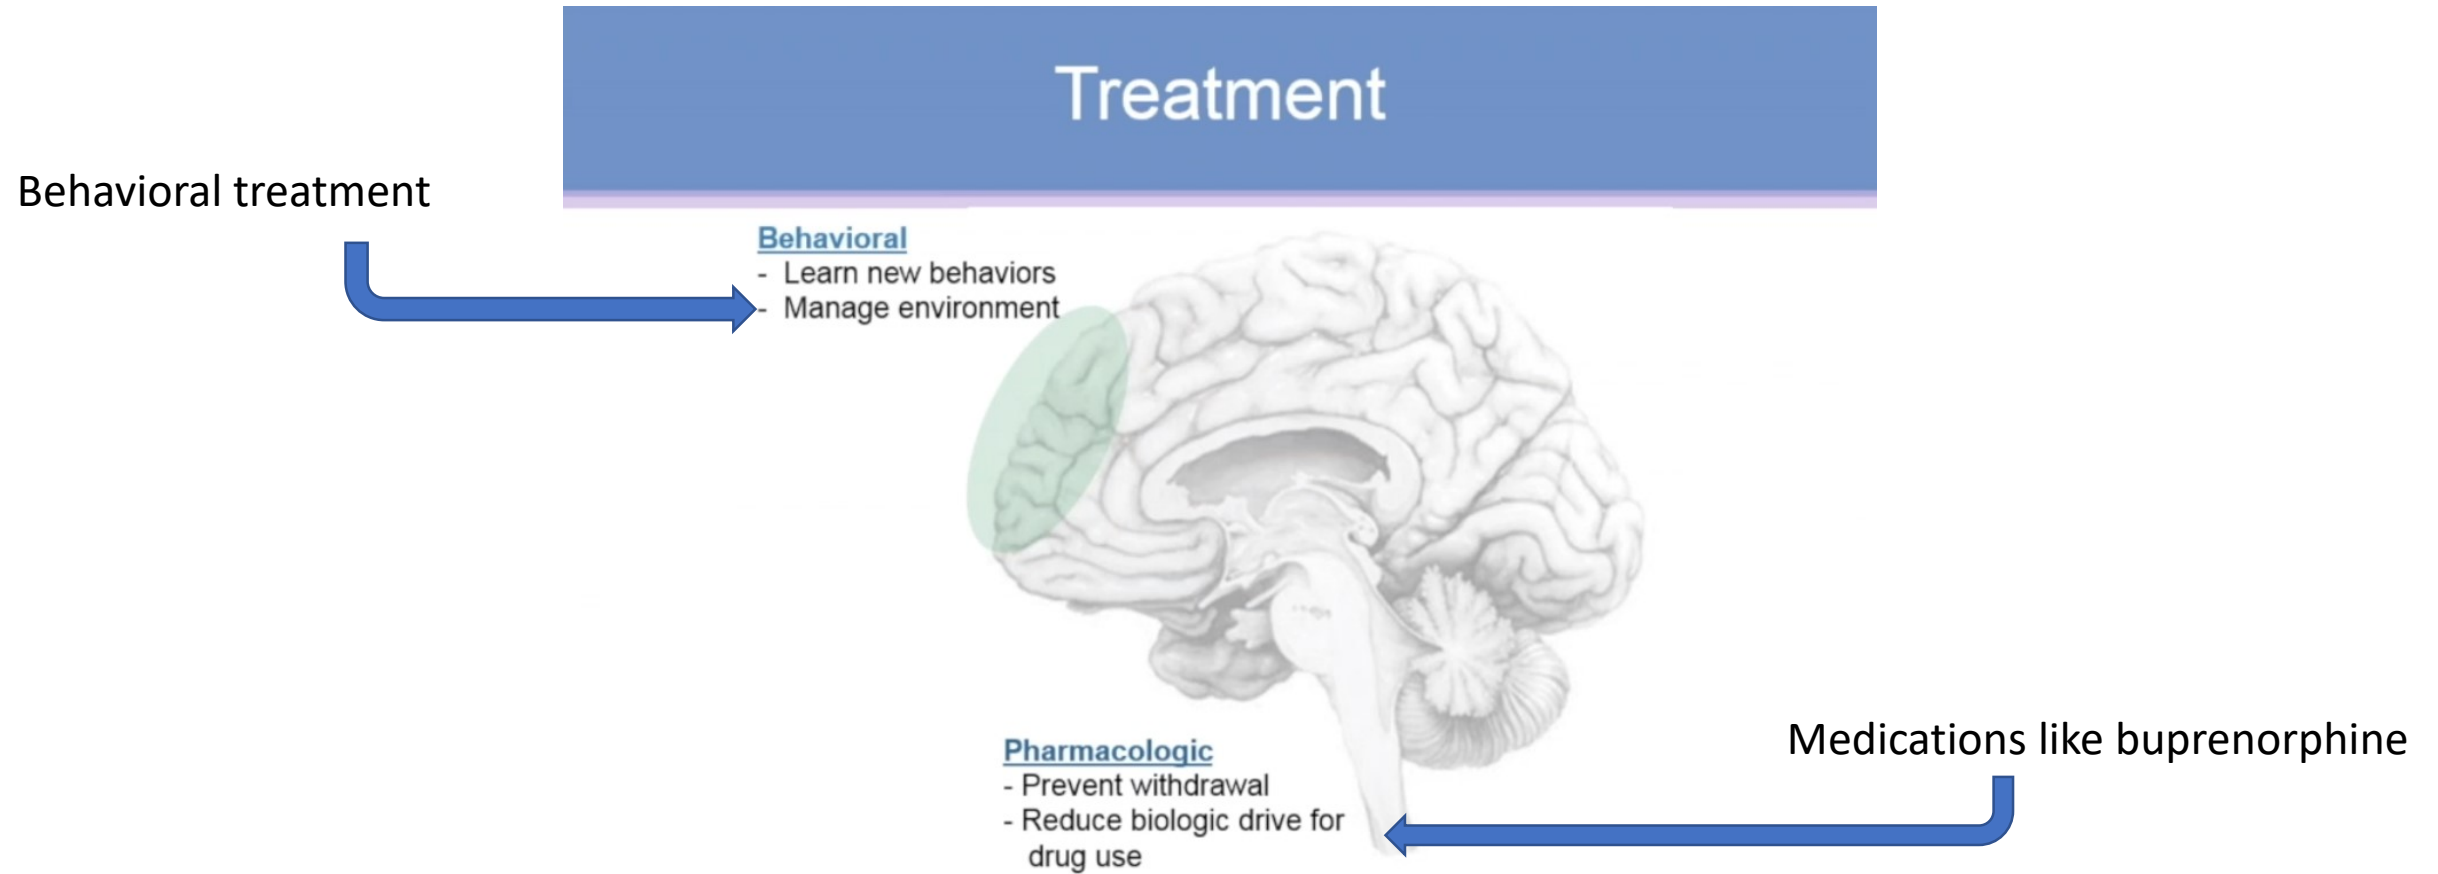 Treatment
Behavioral treatment
Behavioral
- Learn new behaviors
- Manage environment
Medications like buprenorphine
Pharmacologic
- Prevent withdrawal
- Reduce biologic drive for
drug use